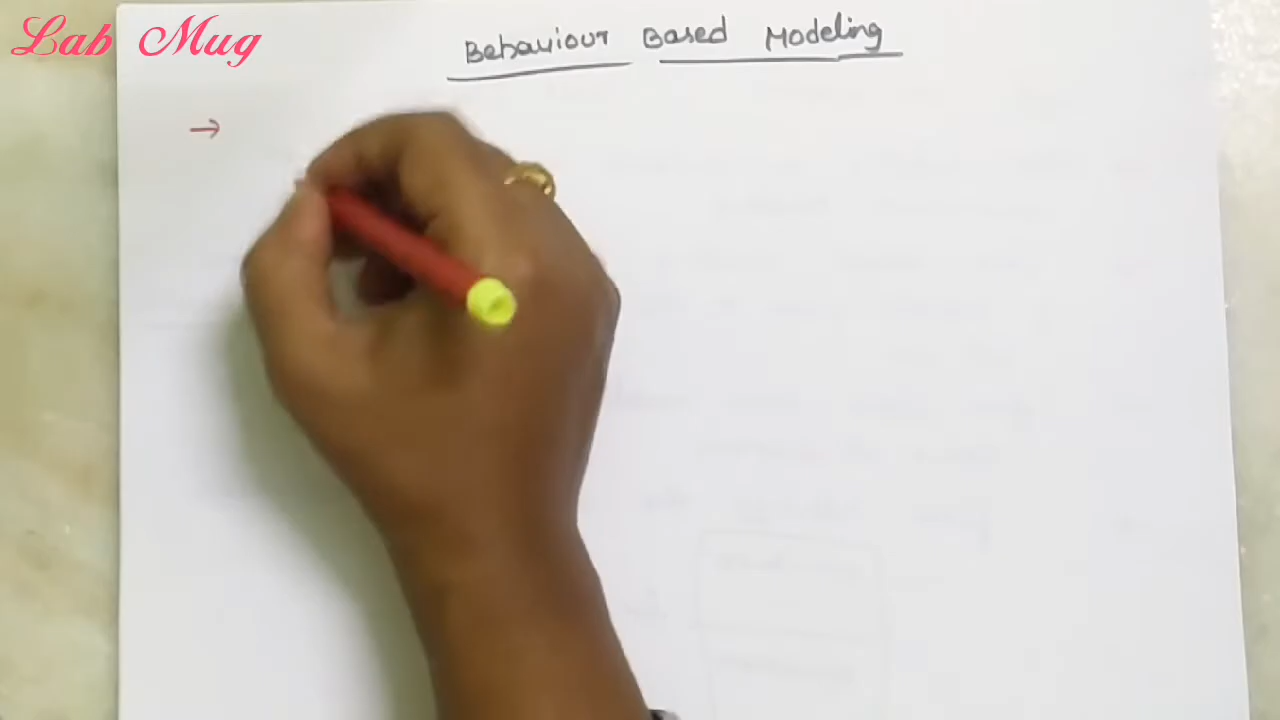 Lab Mug
Behaviour Based Modeling
→